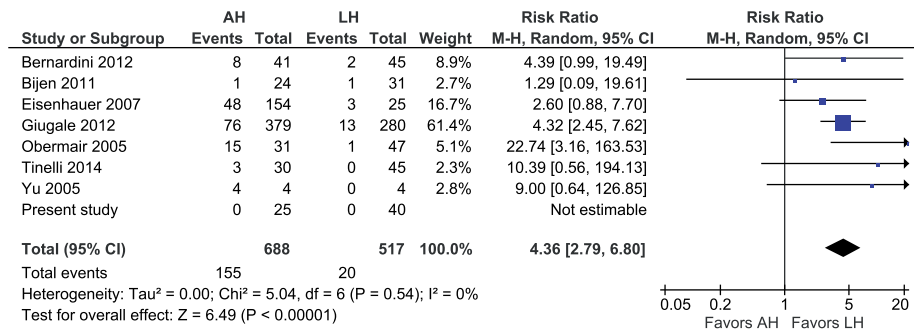 AH LH Risk Ratio Risk Ratio
Study or Subgroup Events Total Events Total Weight M-H, Random, 95% CI M-H, Random, 95% CI
Bernardini 2012 8 41 2 45 8.9% 4.39 [0.99, 19.49]
Bijen 2011 1 24 1 31 2.7% 1.29 [0.09, 19.61]
Eisenhauer 2007 48 154 3 25 16.7% 2.60 [0.88, 7.70]
Giugale 2012 76 379 13 280 61.4% 4.32 [2.45, 7.62]
Obermair 2005 15 31 1 47 5.1% 22.74 [3.16, 163.53]
Tinelli 2014 3 30 0 45 2.3% 10.39 [0.56, 194.13]
Yu 2005 4 4 0 4 2.8% 9.00 [0.64, 126.85]
Present study 0 25 0 40 Not estimable
Total (95% CI) 688 517 100.0% 4.36 [2.79, 6.80]
Total events 155 20
Heterogeneity: Tau² = 0.00; Chi² = 5.04, df = 6 (P = 0.54); I² = 0%
Test for overall effect: Z = 6.49 (P < 0.00001)
0.05 0.2 1 5 20
Favors AH Favors LH